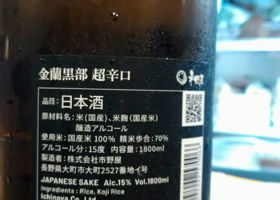 金蘭黒部 超辛口
品目:日本酒
原材料名:米(国産)、米麹(国産米)
醸造アルコール
使用米:国産米 100% 精米歩合:70%
アルコール分:15度 内容量:1800ml
製造者:株式会社市野屋
長野県大町市大町2527番地イ号
JAPANESE SAKE Alc.15% Vol.1800ml
Ingredients: Rice, Koji Rice
Ichinoya Co.,Ltd